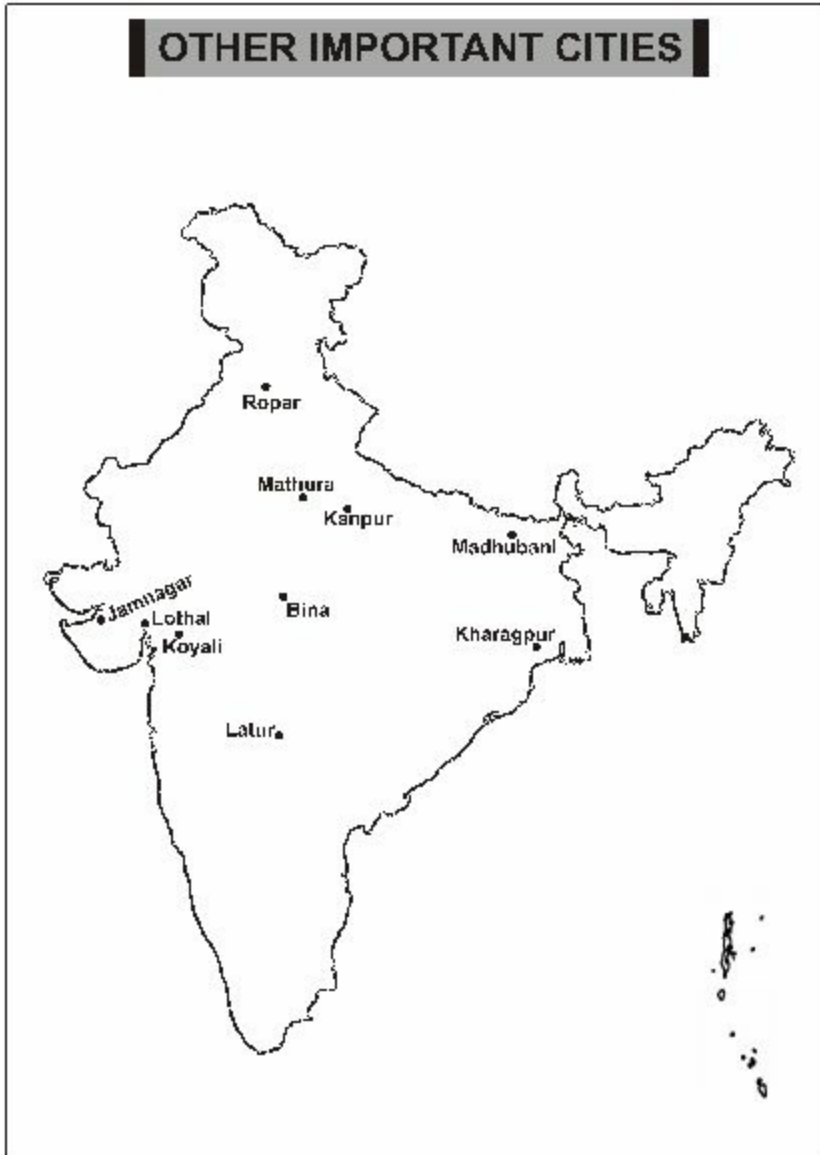 OTHER IMPORTANT CITIES
Ropar
Mathura
Kanpur
Madhubani
Jamnagar
Lothal
Bina
Koyali
Kharagpur
Latur